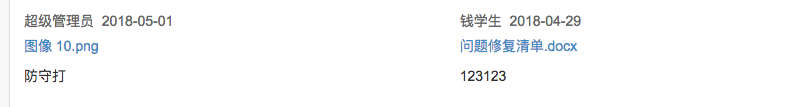 超级管理员 2018-05-01
图像 10.png
防守打
钱学生 2018-04-29
问题修复清单.docx
123123